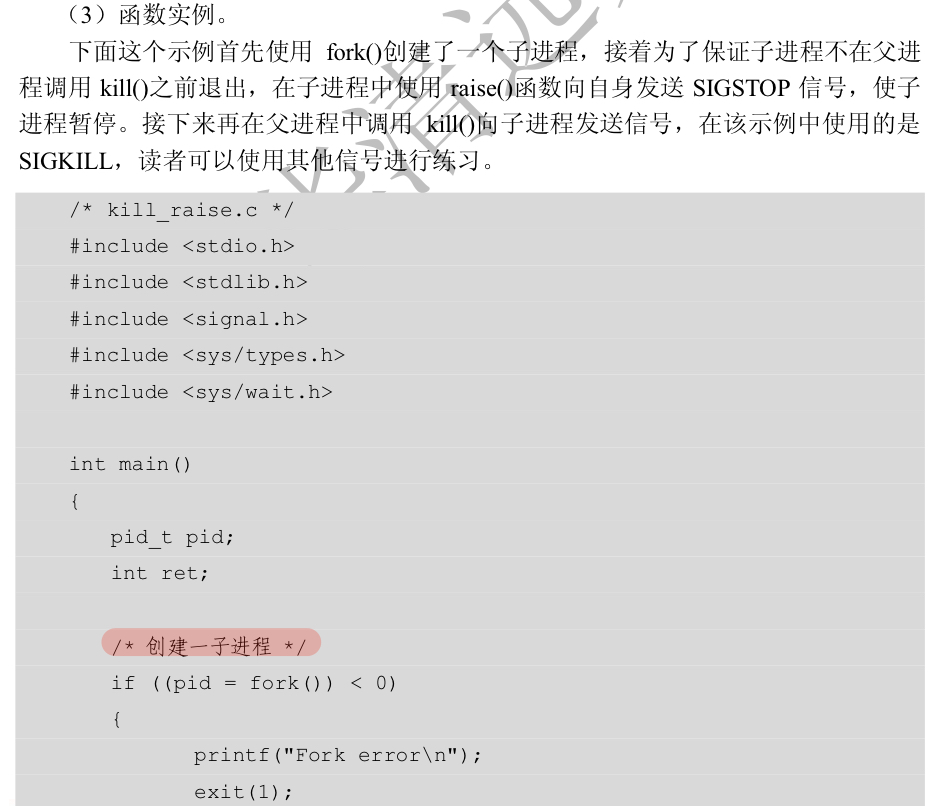 （3）函数实例。
下面这个示例首先使用 fork()创建了一个子进程，接着为了保证子进程不在父进
程调用 kill()之前退出，在子进程中使用 raise()函数向自身发送 SIGSTOP 信号，使子
进程暂停。接下来再在父进程中调用 kill()向子进程发送信号，在该示例中使用的是
SIGKILL，读者可以使用其他信号进行练习。
/* kill_raise.c */
#include <stdio.h>
#include <stdlib.h>
#include <signal.h>
#include <sys/types.h>
#include <sys/wait.h>
int main()
{
pid_t pid;
int ret;
/* 创建一子进程 */
if ((pid = fork()) < 0)
{
printf("Fork error\n");
exit(1);